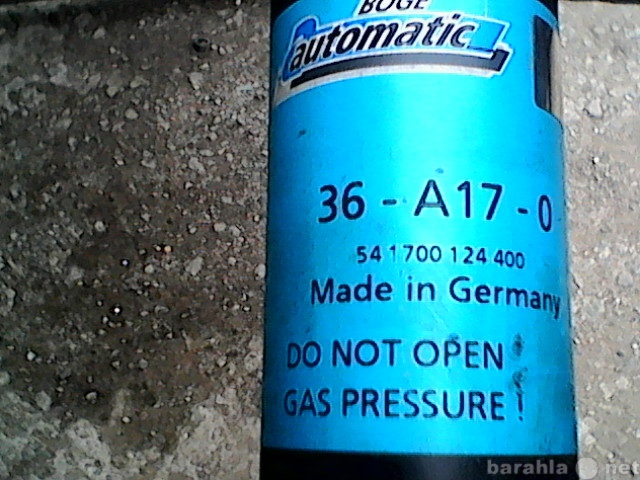 BOGE
automatic
36 - A17 - 0
54 1700 124 400
Made in Germany
DO NOT OPEN !
GAS PRESSURE !
barahla.net